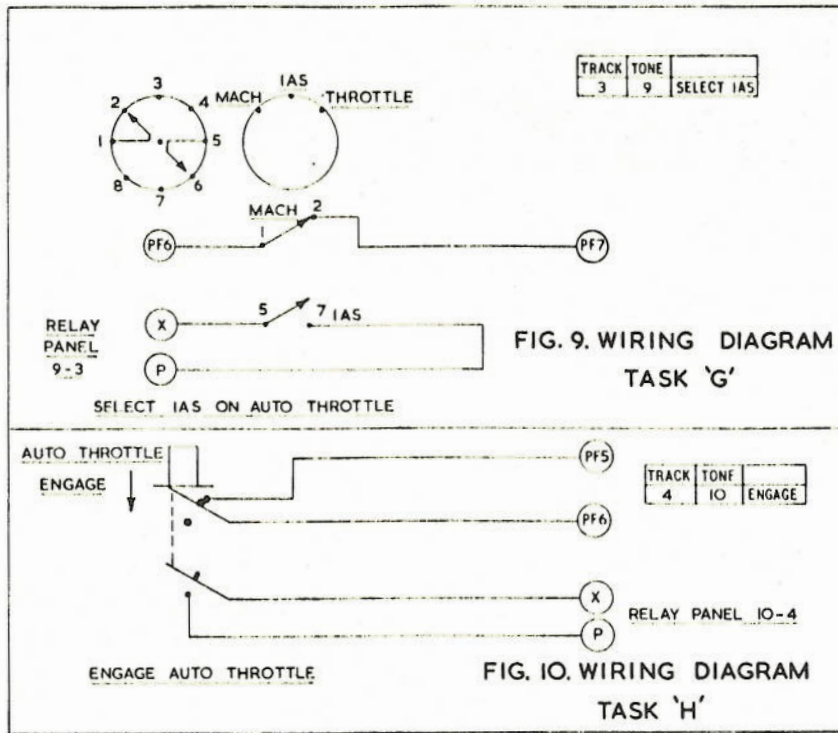 3
2
4
1
5
8
6
7
MACH
IAS
THROTTLE
TRACK TONE
3 9 SELECT IAS
MACH
2
PF6
PF7
5
7 IAS
X
P
RELAY
PANEL
9-3
FIG. 9. WIRING DIAGRAM
TASK 'G'
SELECT IAS ON AUTO THROTTLE
AUTO THROTTLE
ENGAGE
PF5
PF6
TRACK TONE
4 10 ENGAGE
X
P
RELAY PANEL 10-4
ENGAGE AUTO THROTTLE
FIG. 10. WIRING DIAGRAM
TASK 'H'